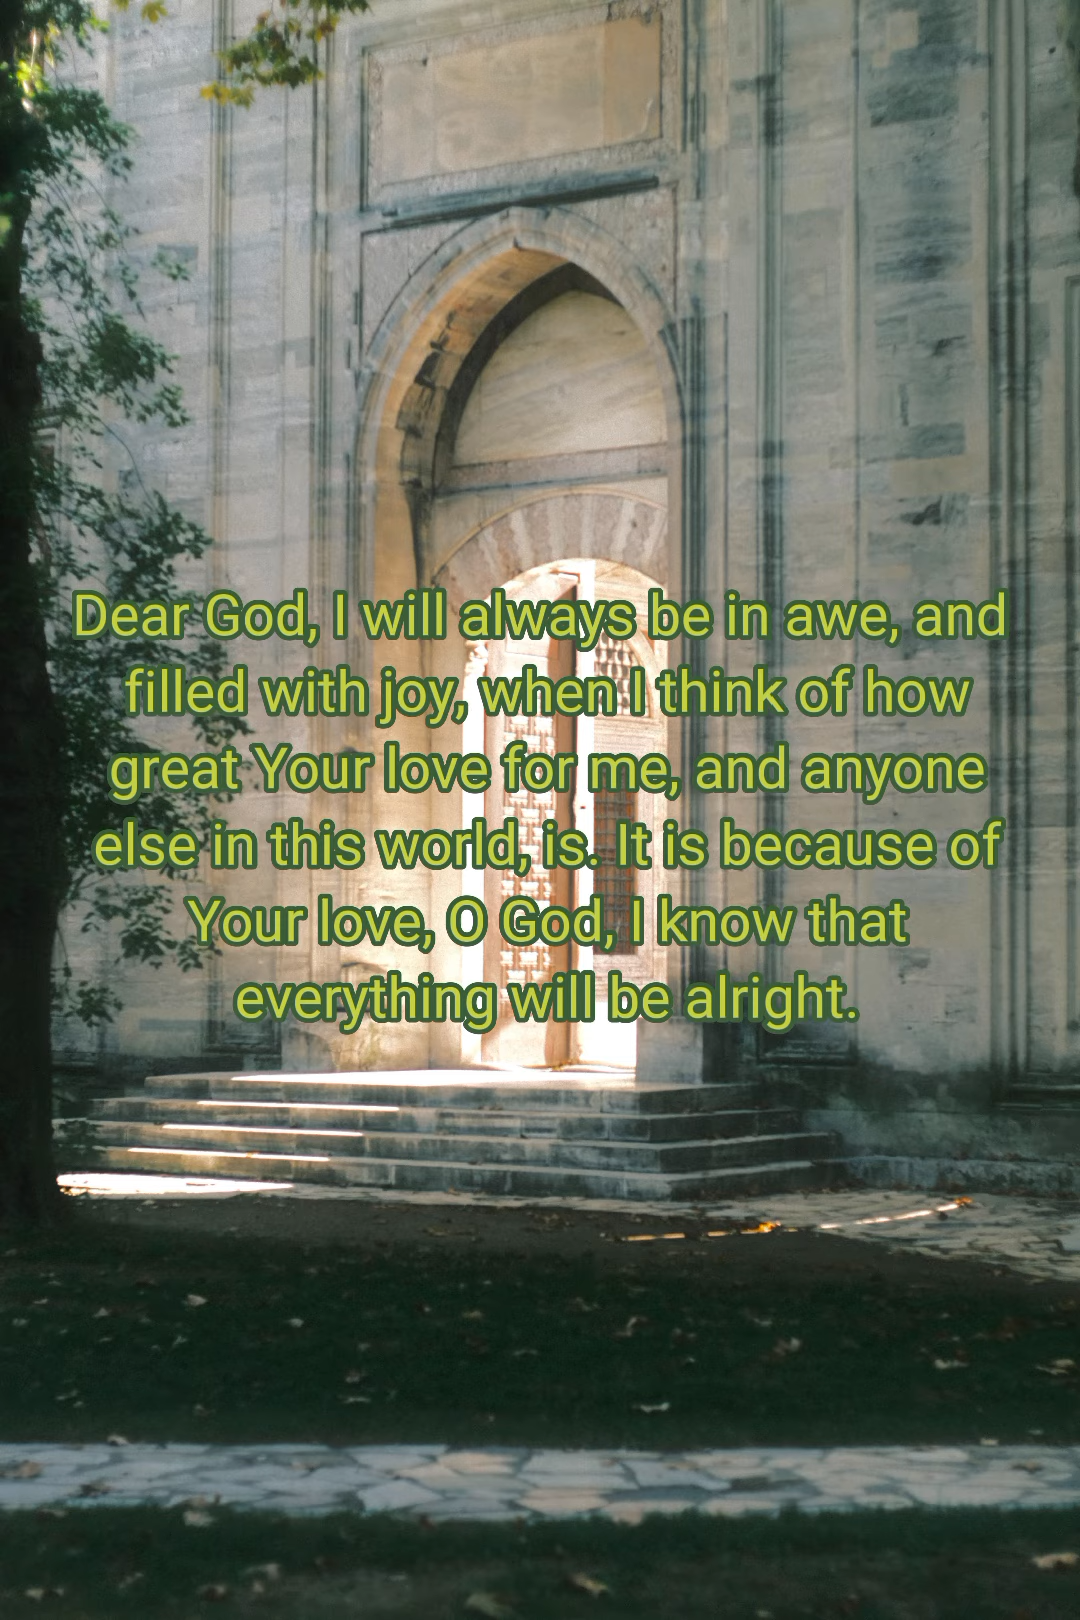 Dear God, I will always be in awe, and
filled with joy, when I think of how
great Your love for me, and anyone
else in this world, is. It is because of
Your love, O God, I know that
everything will be alright.